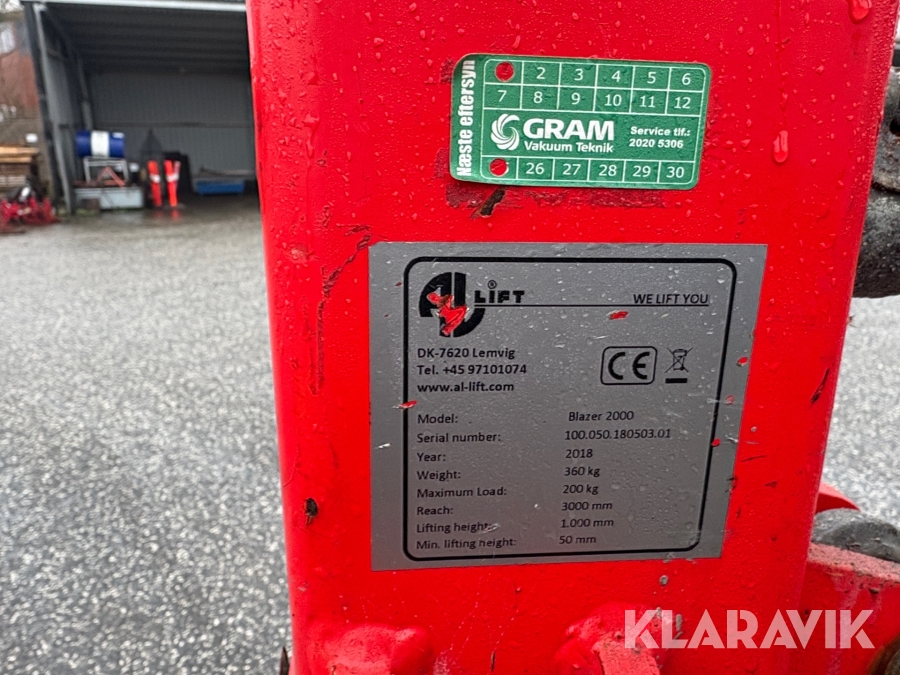 Næste eftersyn
2 3 4 5 6
7 8 9 10 11 12
GRAM
Vakuum Teknik
Service tlf.:
2020 5306
26 27 28 29 30
AL LIFT ®
WE LIFT YOU
DK-7620 Lemvig
Tel. +45 97101074
www.al-lift.com
CE
Model: Blazer 2000
Serial number: 100.050.180503.01
Year: 2018
Weight: 360 kg
Maximum Load: 200 kg
Reach: 3000 mm
Lifting height: 1.000 mm
Min. lifting height: 50 mm
KLARAVIK